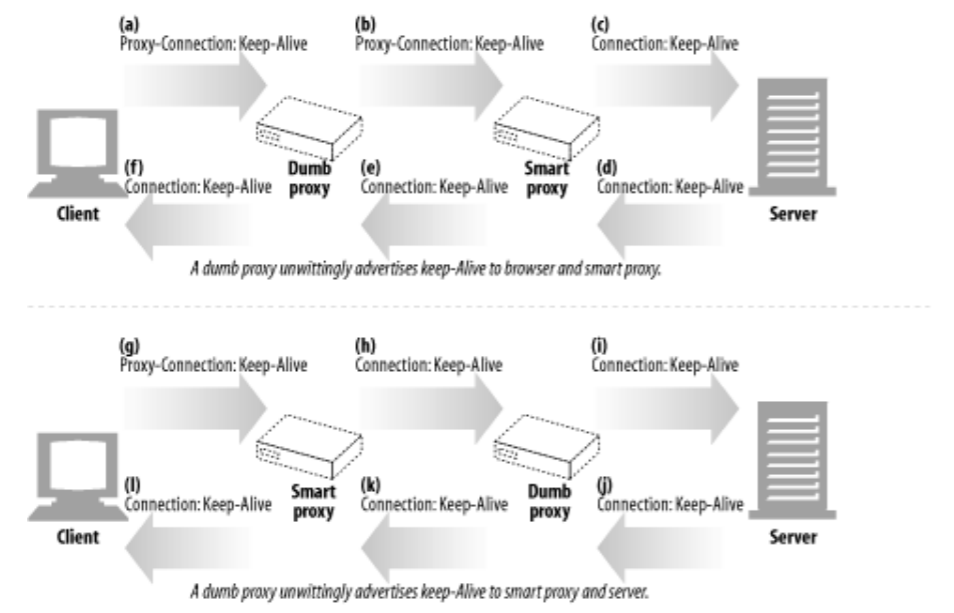 (a)
Proxy-Connection: Keep-Alive
(b)
Proxy-Connection: Keep-Alive
(c)
Connection: Keep-Alive
(f)
Connection: Keep-Alive
Dumb
proxy
(e)
Connection: Keep-Alive
Smart
proxy
(d)
Connection: Keep-Alive
Client
Server
A dumb proxy unwittingly advertises keep-Alive to browser and smart proxy.
(g)
Proxy-Connection: Keep-Alive
(h)
Connection: Keep-Alive
(i)
Connection: Keep-Alive
(l)
Connection: Keep-Alive
Smart
proxy
(k)
Connection: Keep-Alive
Dumb
proxy
(j)
Connection: Keep-Alive
Client
Server
A dumb proxy unwittingly advertises keep-Alive to smart proxy and server.